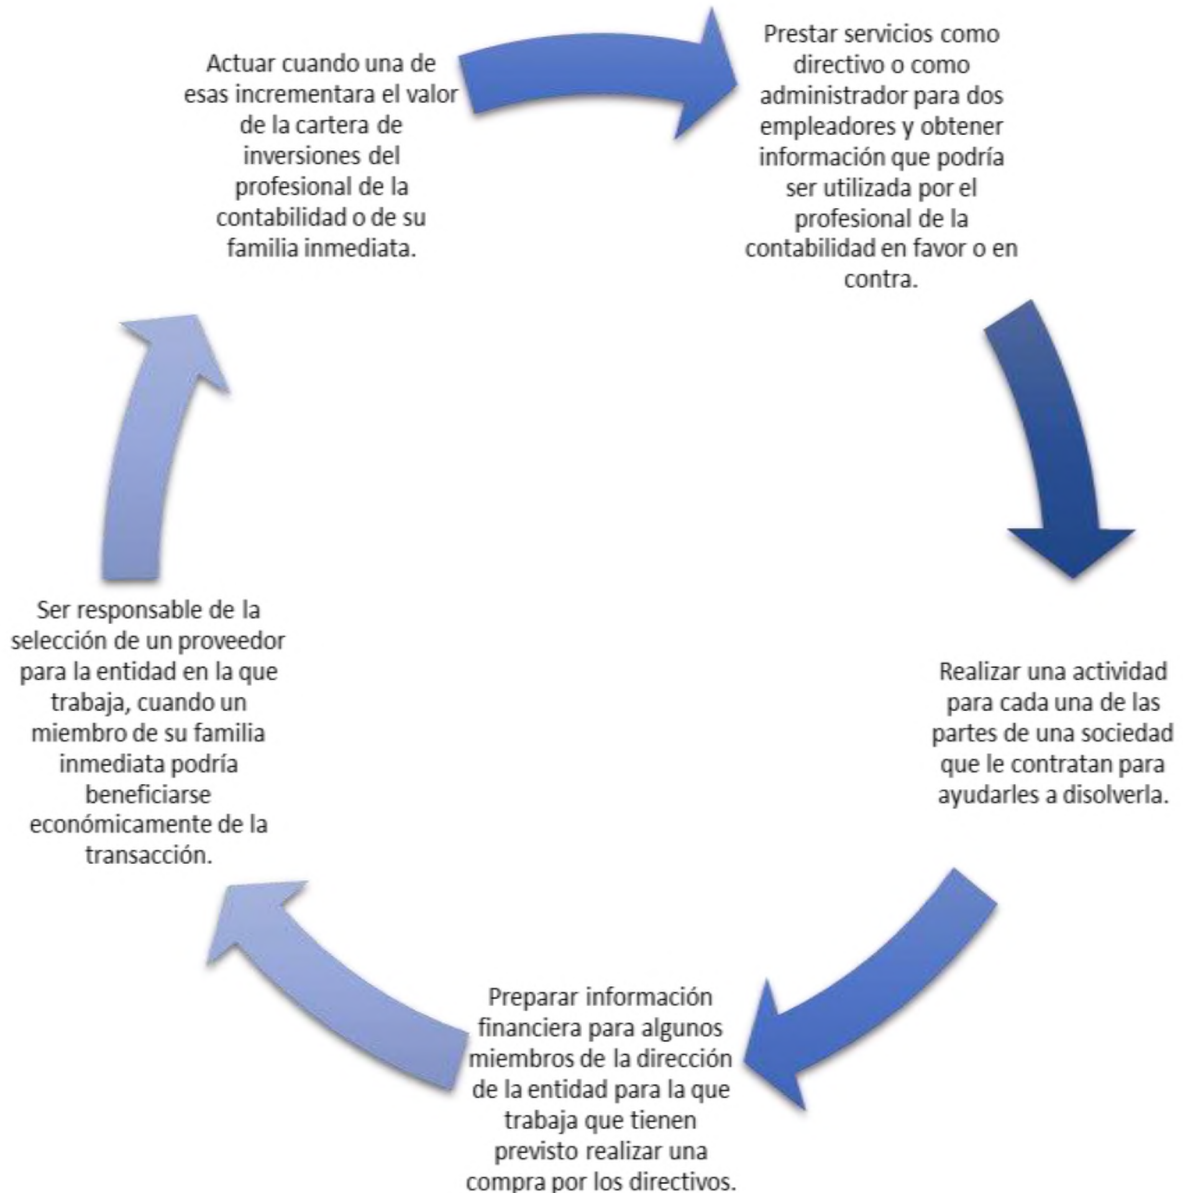 Actuar cuando una de
esas incrementara el valor
de la cartera de
inversiones del
profesional de la
contabilidad o de su
familia inmediata.
Prestar servicios como
directivo o como
administrador para dos
empleadores y obtener
información que podría
ser utilizada por el
profesional de la
contabilidad en favor o en
contra.
Realizar una actividad
para cada una de las
partes de una sociedad
que le contratan para
ayudarles a disolverla.
Preparar información
financiera para algunos
miembros de la dirección
de la entidad para la que
trabaja que tienen
previsto realizar una
compra por los directivos.
Ser responsable de la
selección de un proveedor
para la entidad en la que
trabaja, cuando un
miembro de su familia
inmediata podría
beneficiarse
económicamente de la
transacción.